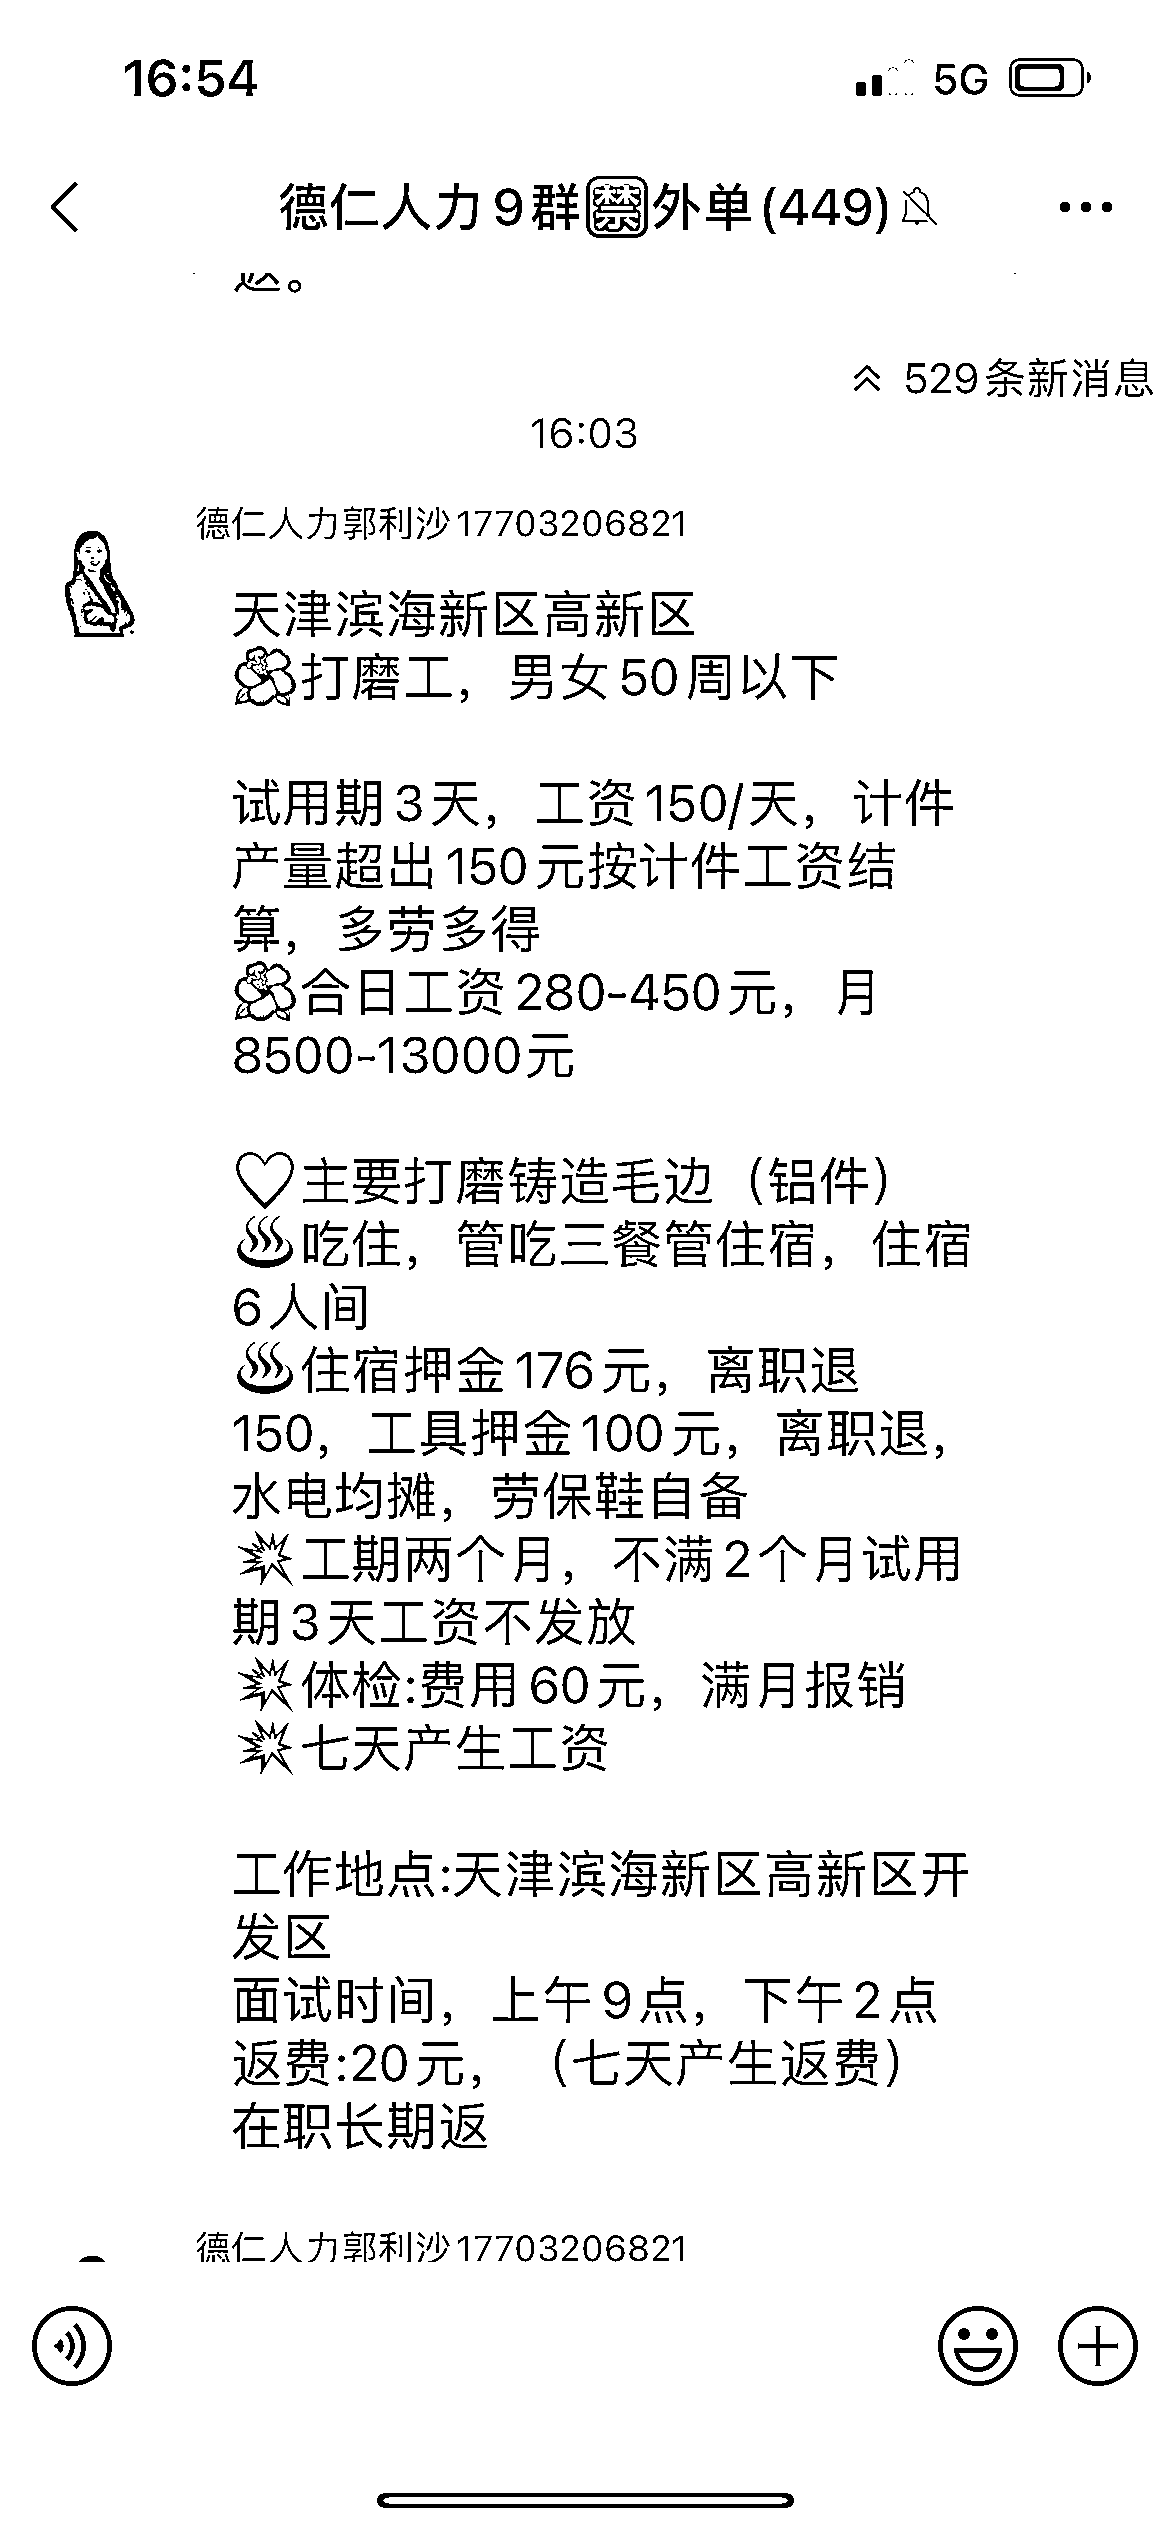 16:54
5G
德仁人力9群🈲外单(449)
529条新消息
16:03
德仁人力郭利沙17703206821
天津滨海新区高新区
打磨工，男女50周以下
试用期3天，工资150/天，计件
产量超出150元按计件工资结
算，多劳多得
合日工资280-450元，月
8500-13000元
主要打磨铸造毛边（铝件）
吃住，管吃三餐管住宿，住宿
6人间
住宿押金176元，离职退
150，工具押金100元，离职退，
水电均摊，劳保鞋自备
工期两个月，不满2个月试用
期3天工资不发放
体检:费用60元，满月报销
七天产生工资
工作地点:天津滨海新区高新区开
发区
面试时间，上午9点，下午2点
返费:20元，（七天产生返费）
在职长期返
德仁人力郭利沙17703206821